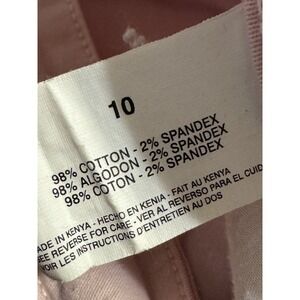 10
98% COTTON - 2% SPANDEX
98% ALGODON - 2% SPANDEX
98% COTON - 2% SPANDEX
MADE IN KENYA - HECHO EN KENIA - FAIT AU KENYA
SEE REVERSE FOR CARE - VER AL REVERSO PARA EL CUID
VOIR LES INSTRUCTIONS D'ENTRETIEN AU DOS